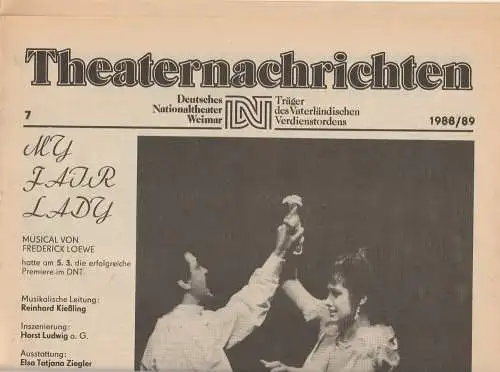 Theaternachrichten
Deutsches
Nationaltheater
Weimar
DNT
Träger
des Vaterländischen
Verdienstordens
7
1988/89
MY
FAIR
LADY
MUSICAL VON
FREDERICK LOEWE
hatte am 5. 3. die erfolgreiche
Premiere im DNT.
Musikalische Leitung:
Reinhard Kießling
Inszenierung:
Horst Ludwig a. G.
Ausstattung:
Elsa Tatjana Ziegler